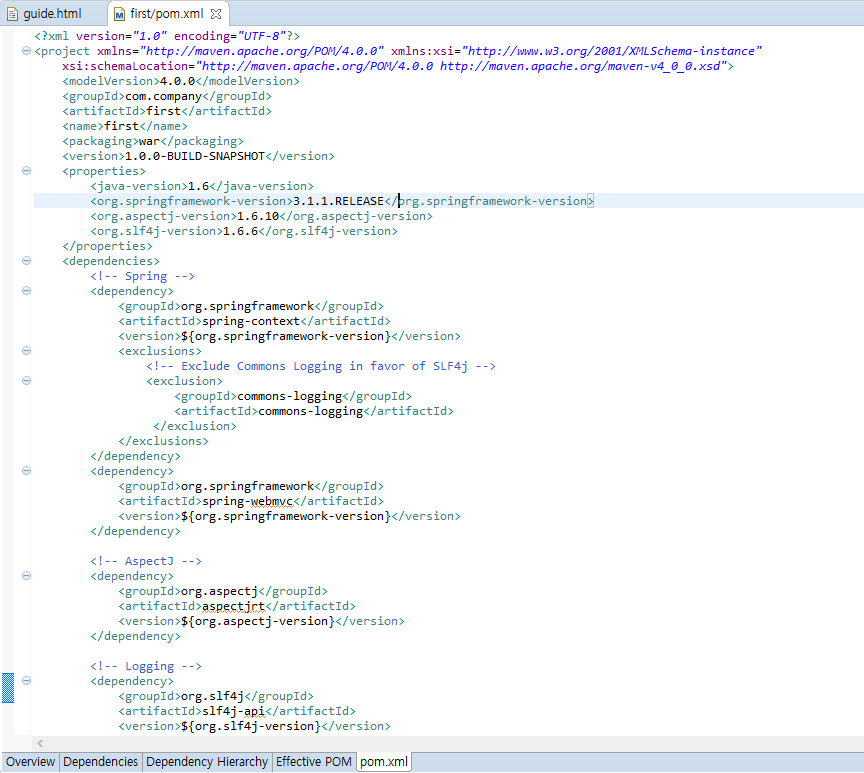 guide.html
first/pom.xml
<?xml version="1.0" encoding="UTF-8"?>
<project xmlns="http://maven.apache.org/POM/4.0.0" xmlns:xsi="http://www.w3.org/2001/XMLSchema-instance"
xsi:schemaLocation="http://maven.apache.org/POM/4.0.0 http://maven.apache.org/maven-v4_0_0.xsd">
<modelVersion>4.0.0</modelVersion>
<groupId>com.company</groupId>
<artifactId>first</artifactId>
<name>first</name>
<packaging>war</packaging>
<version>1.0.0-BUILD-SNAPSHOT</version>
<properties>
<java-version>1.6</java-version>
<org.springframework-version>3.1.1.RELEASE</org.springframework-version>
<org.aspectj-version>1.6.10</org.aspectj-version>
<org.slf4j-version>1.6.6</org.slf4j-version>
</properties>
<dependencies>
<!-- Spring -->
<dependency>
<groupId>org.springframework</groupId>
<artifactId>spring-context</artifactId>
<version>${org.springframework-version}</version>
<exclusions>
<!-- Exclude Commons Logging in favor of SLF4j -->
<exclusion>
<groupId>commons-logging</groupId>
<artifactId>commons-logging</artifactId>
</exclusion>
</exclusions>
</dependency>
<dependency>
<groupId>org.springframework</groupId>
<artifactId>spring-webmvc</artifactId>
<version>${org.springframework-version}</version>
</dependency>
<!-- AspectJ -->
<dependency>
<groupId>org.aspectj</groupId>
<artifactId>aspectjrt</artifactId>
<version>${org.aspectj-version}</version>
</dependency>
<!-- Logging -->
<dependency>
<groupId>org.slf4j</groupId>
<artifactId>slf4j-api</artifactId>
<version>${org.slf4j-version}</version>
Overview Dependencies Dependency Hierarchy Effective POM pom.xml